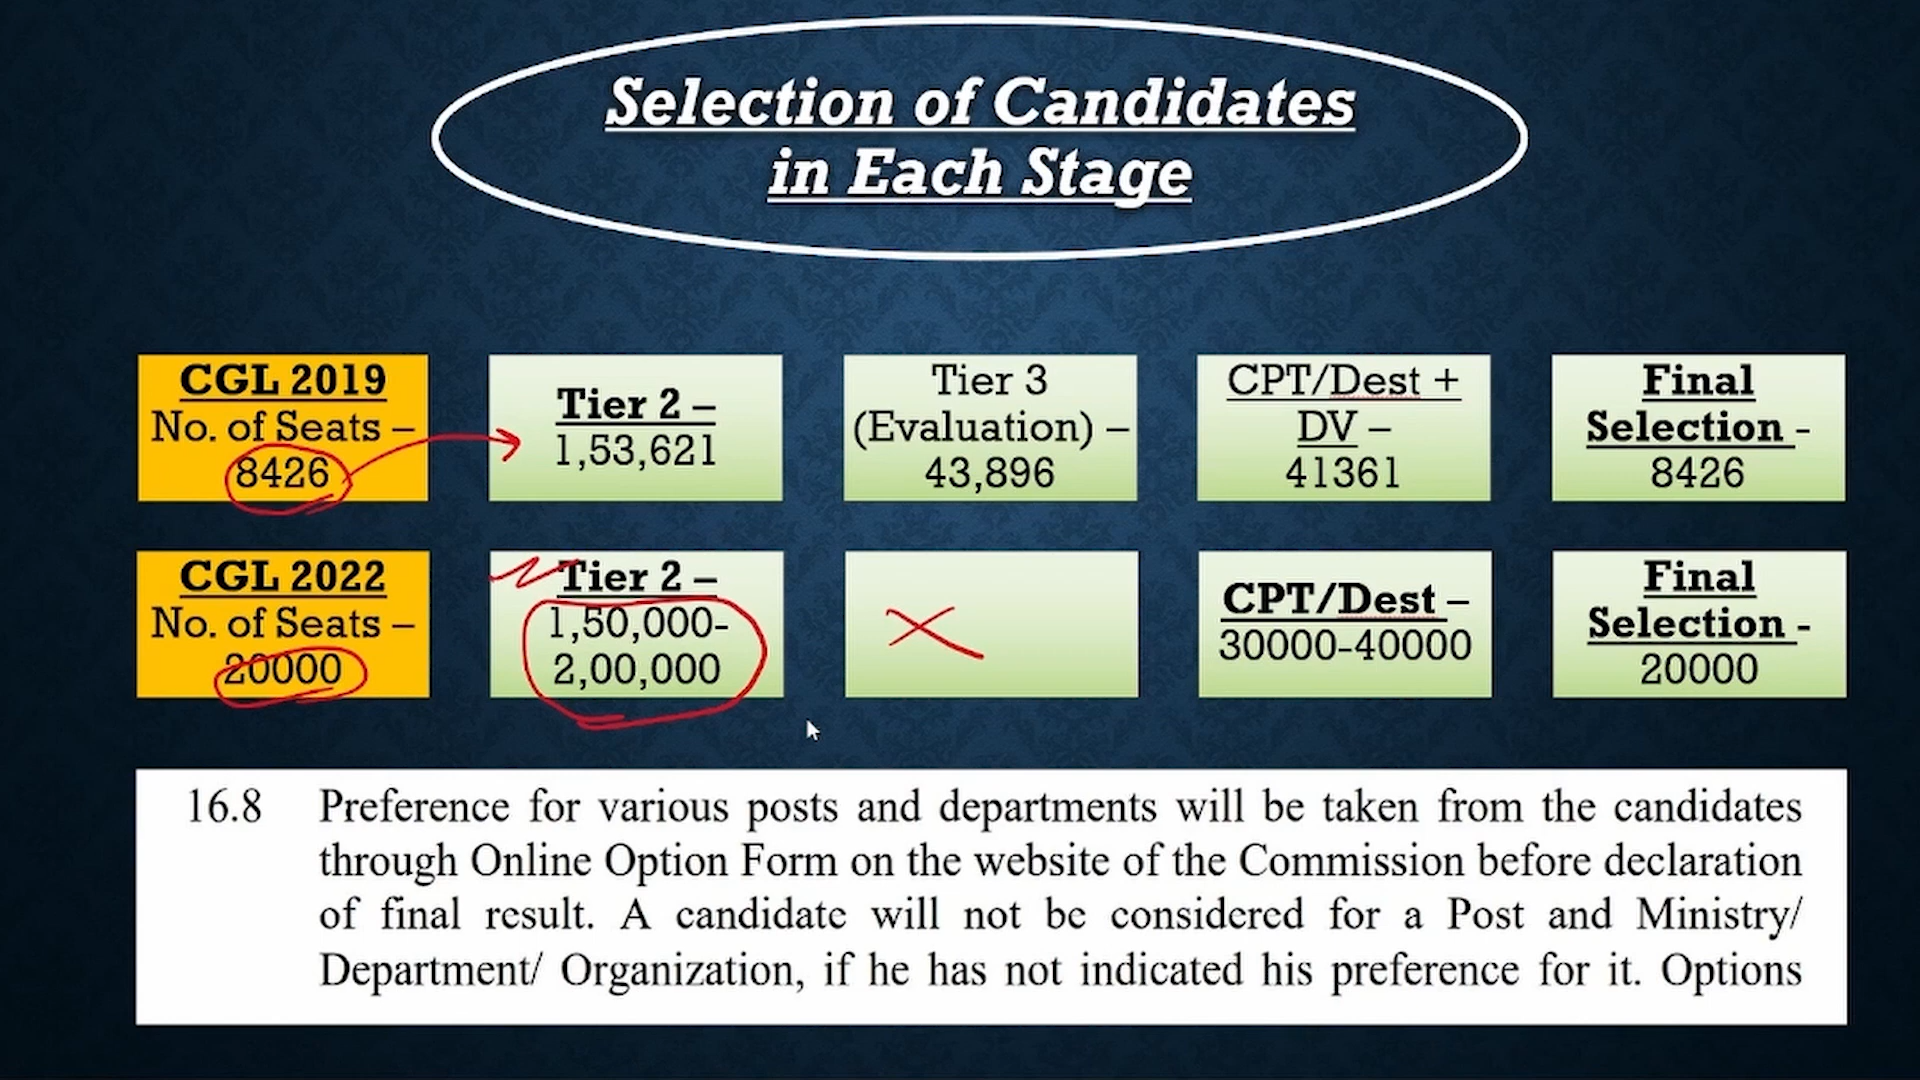 Selection of Candidates
in Each Stage
CGL 2019
No. of Seats –
8426
Tier 2 –
1,53,621
Tier 3
(Evaluation) –
43,896
CPT/Dest +
DV –
41361
Final
Selection -
8426
CGL 2022
No. of Seats –
20000
Tier 2 –
1,50,000-
2,00,000
CPT/Dest –
30000-40000
Final
Selection -
20000
16.8 Preference for various posts and departments will be taken from the candidates
through Online Option Form on the website of the Commission before declaration
of final result. A candidate will not be considered for a Post and Ministry/
Department/ Organization, if he has not indicated his preference for it. Options